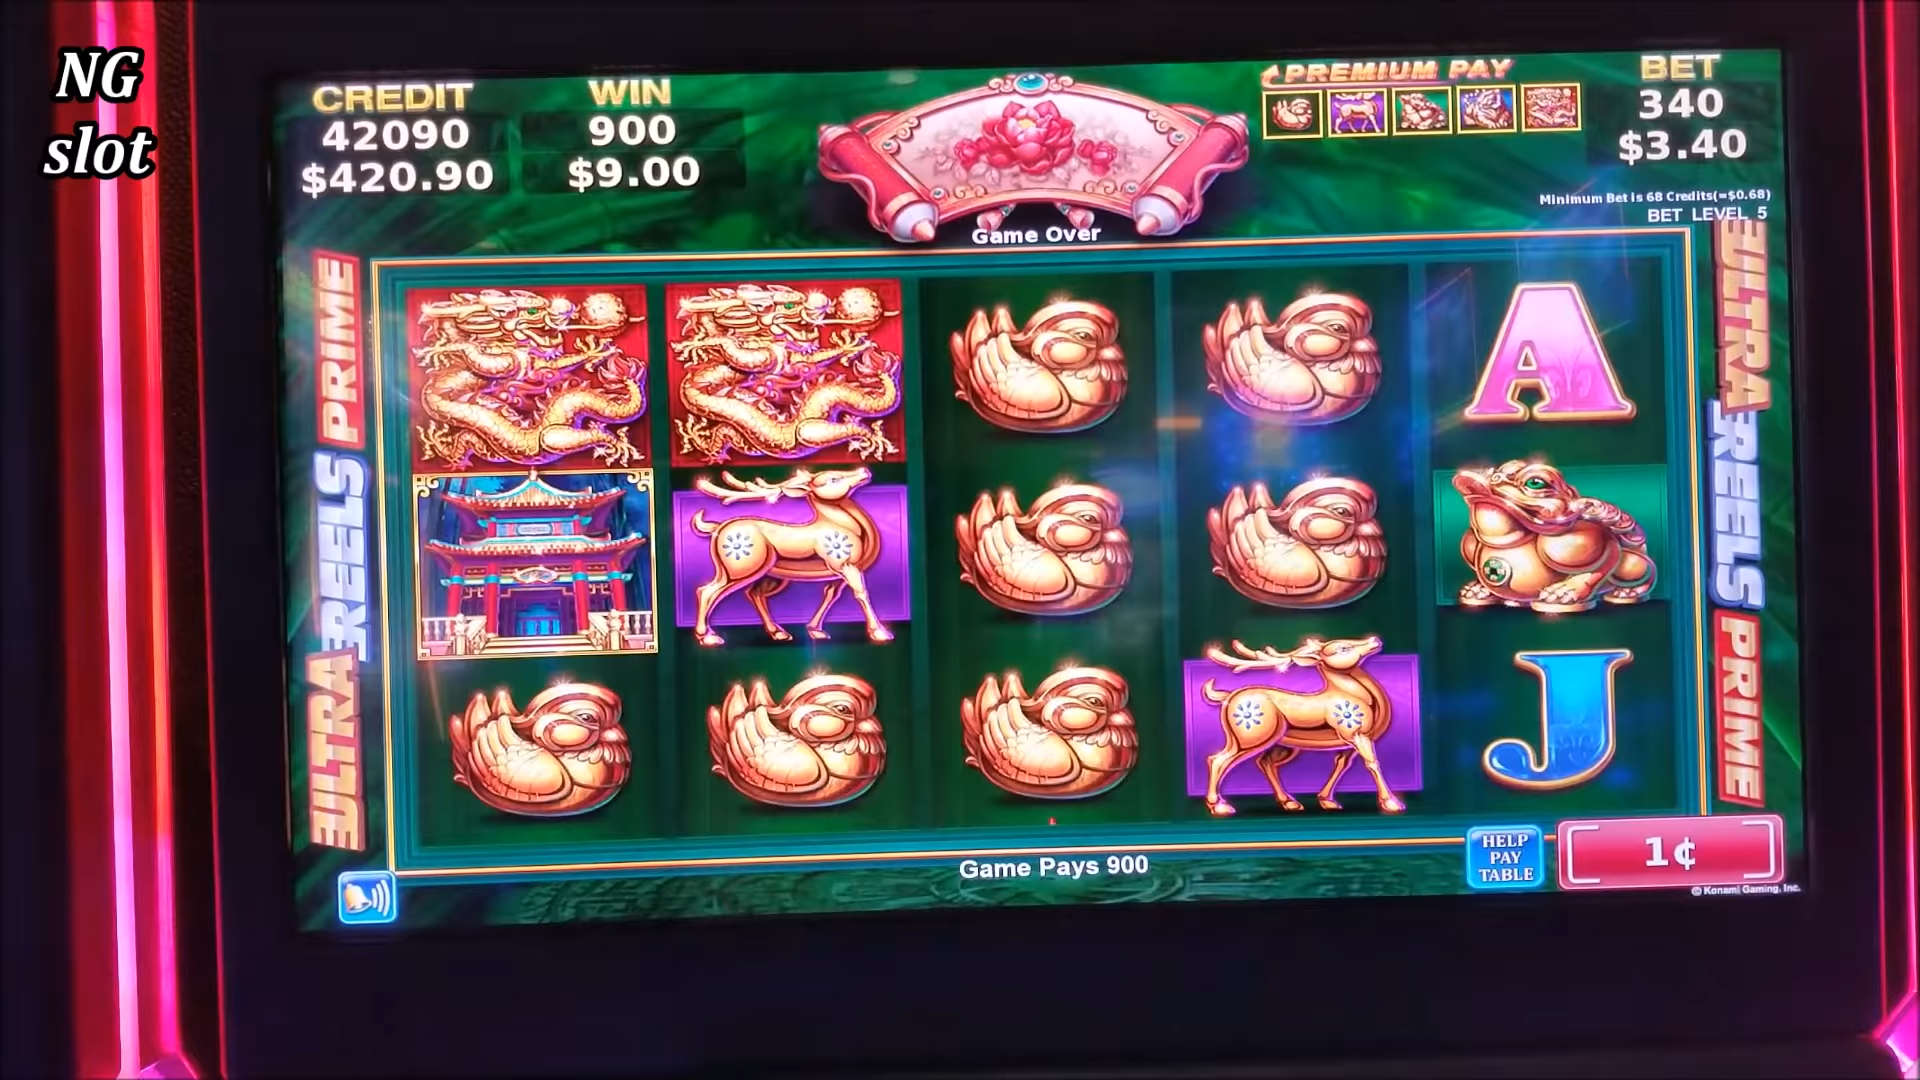 NG
slot
CREDIT
42090
$420.90
WIN
900
$9.00
PREMIUM PAY
BET
340
$3.40
Minimum Bet is 68 Credits(=$0.68)
BET LEVEL 5
Game Over
ULTRA REELS PRIME
ULTRA REELS PRIME
A
J
Game Pays 900
HELP
PAY
TABLE
1¢
© Konami Gaming, Inc.